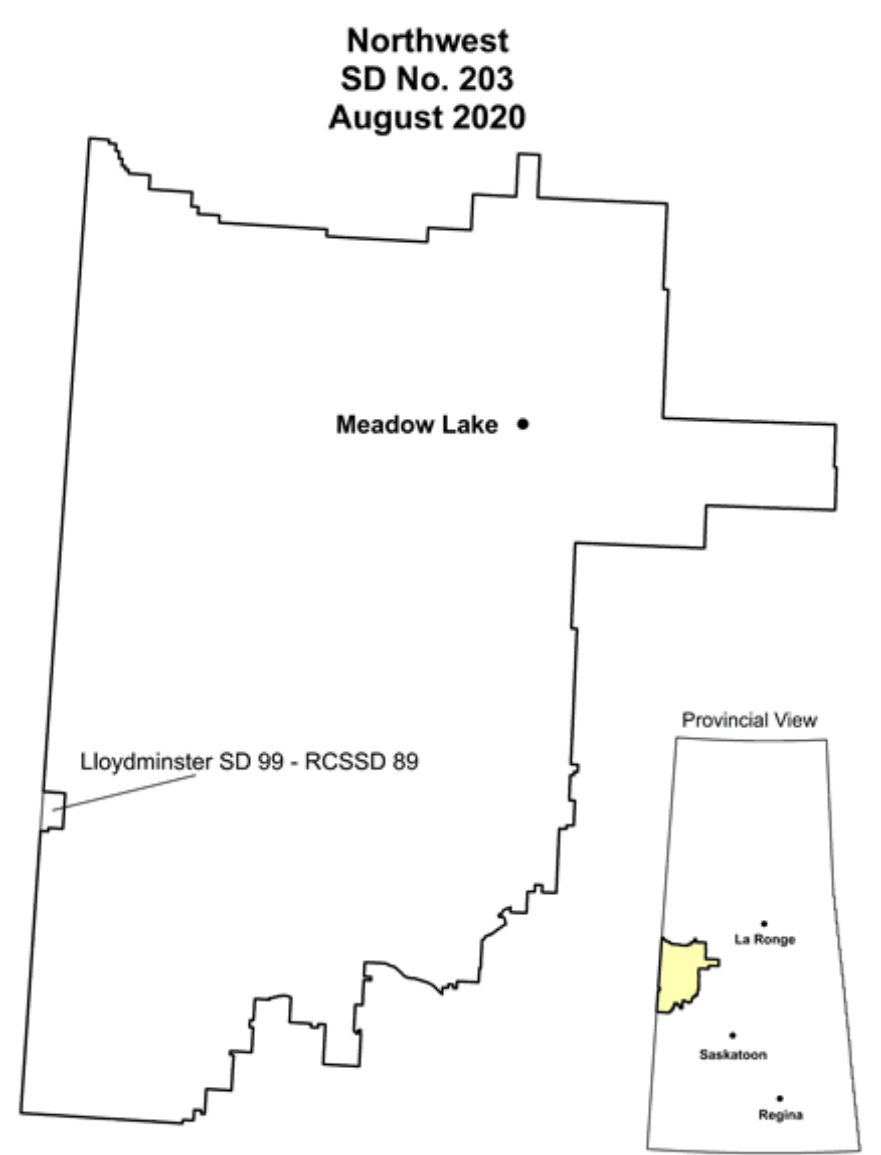 Northwest
SD No. 203
August 2020
Meadow Lake
Lloydminster SD 99 - RCSSD 89
Provincial View
La Ronge
Saskatoon
Regina